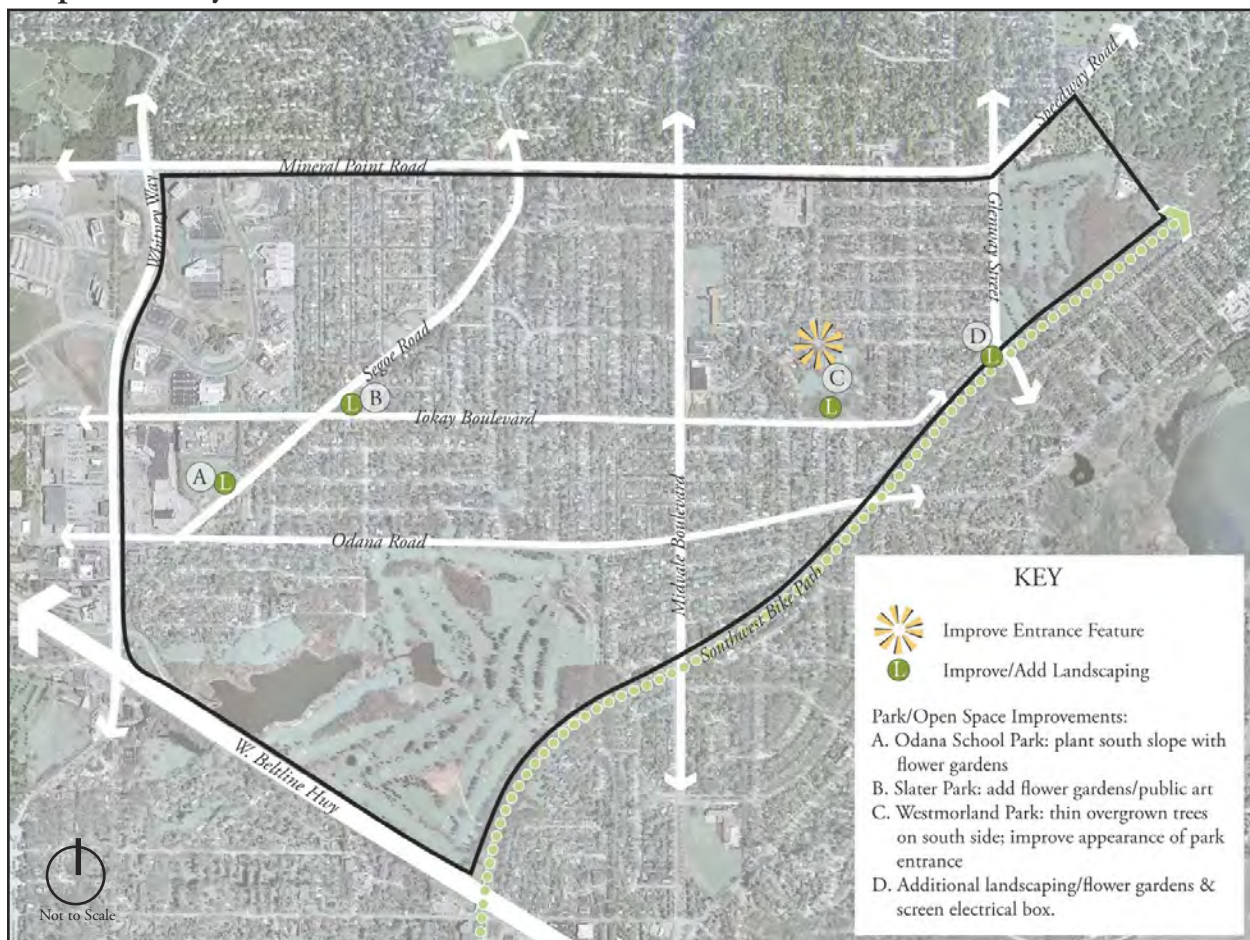 Speedway Road
Mineral Point Road
Whitney Way
Glenway Street
D
L
Segoe Road
C
L
B
L
Tokay Boulevard
A
L
Odana Road
Midvale Boulevard
Southwest Bike Path
W. Beltline Hwy
Not to Scale
KEY
Improve Entrance Feature
L
Improve/Add Landscaping
Park/Open Space Improvements:
A. Odana School Park: plant south slope with
flower gardens
B. Slater Park: add flower gardens/public art
C. Westmorland Park: thin overgrown trees
on south side; improve appearance of park
entrance
D. Additional landscaping/flower gardens &
screen electrical box.